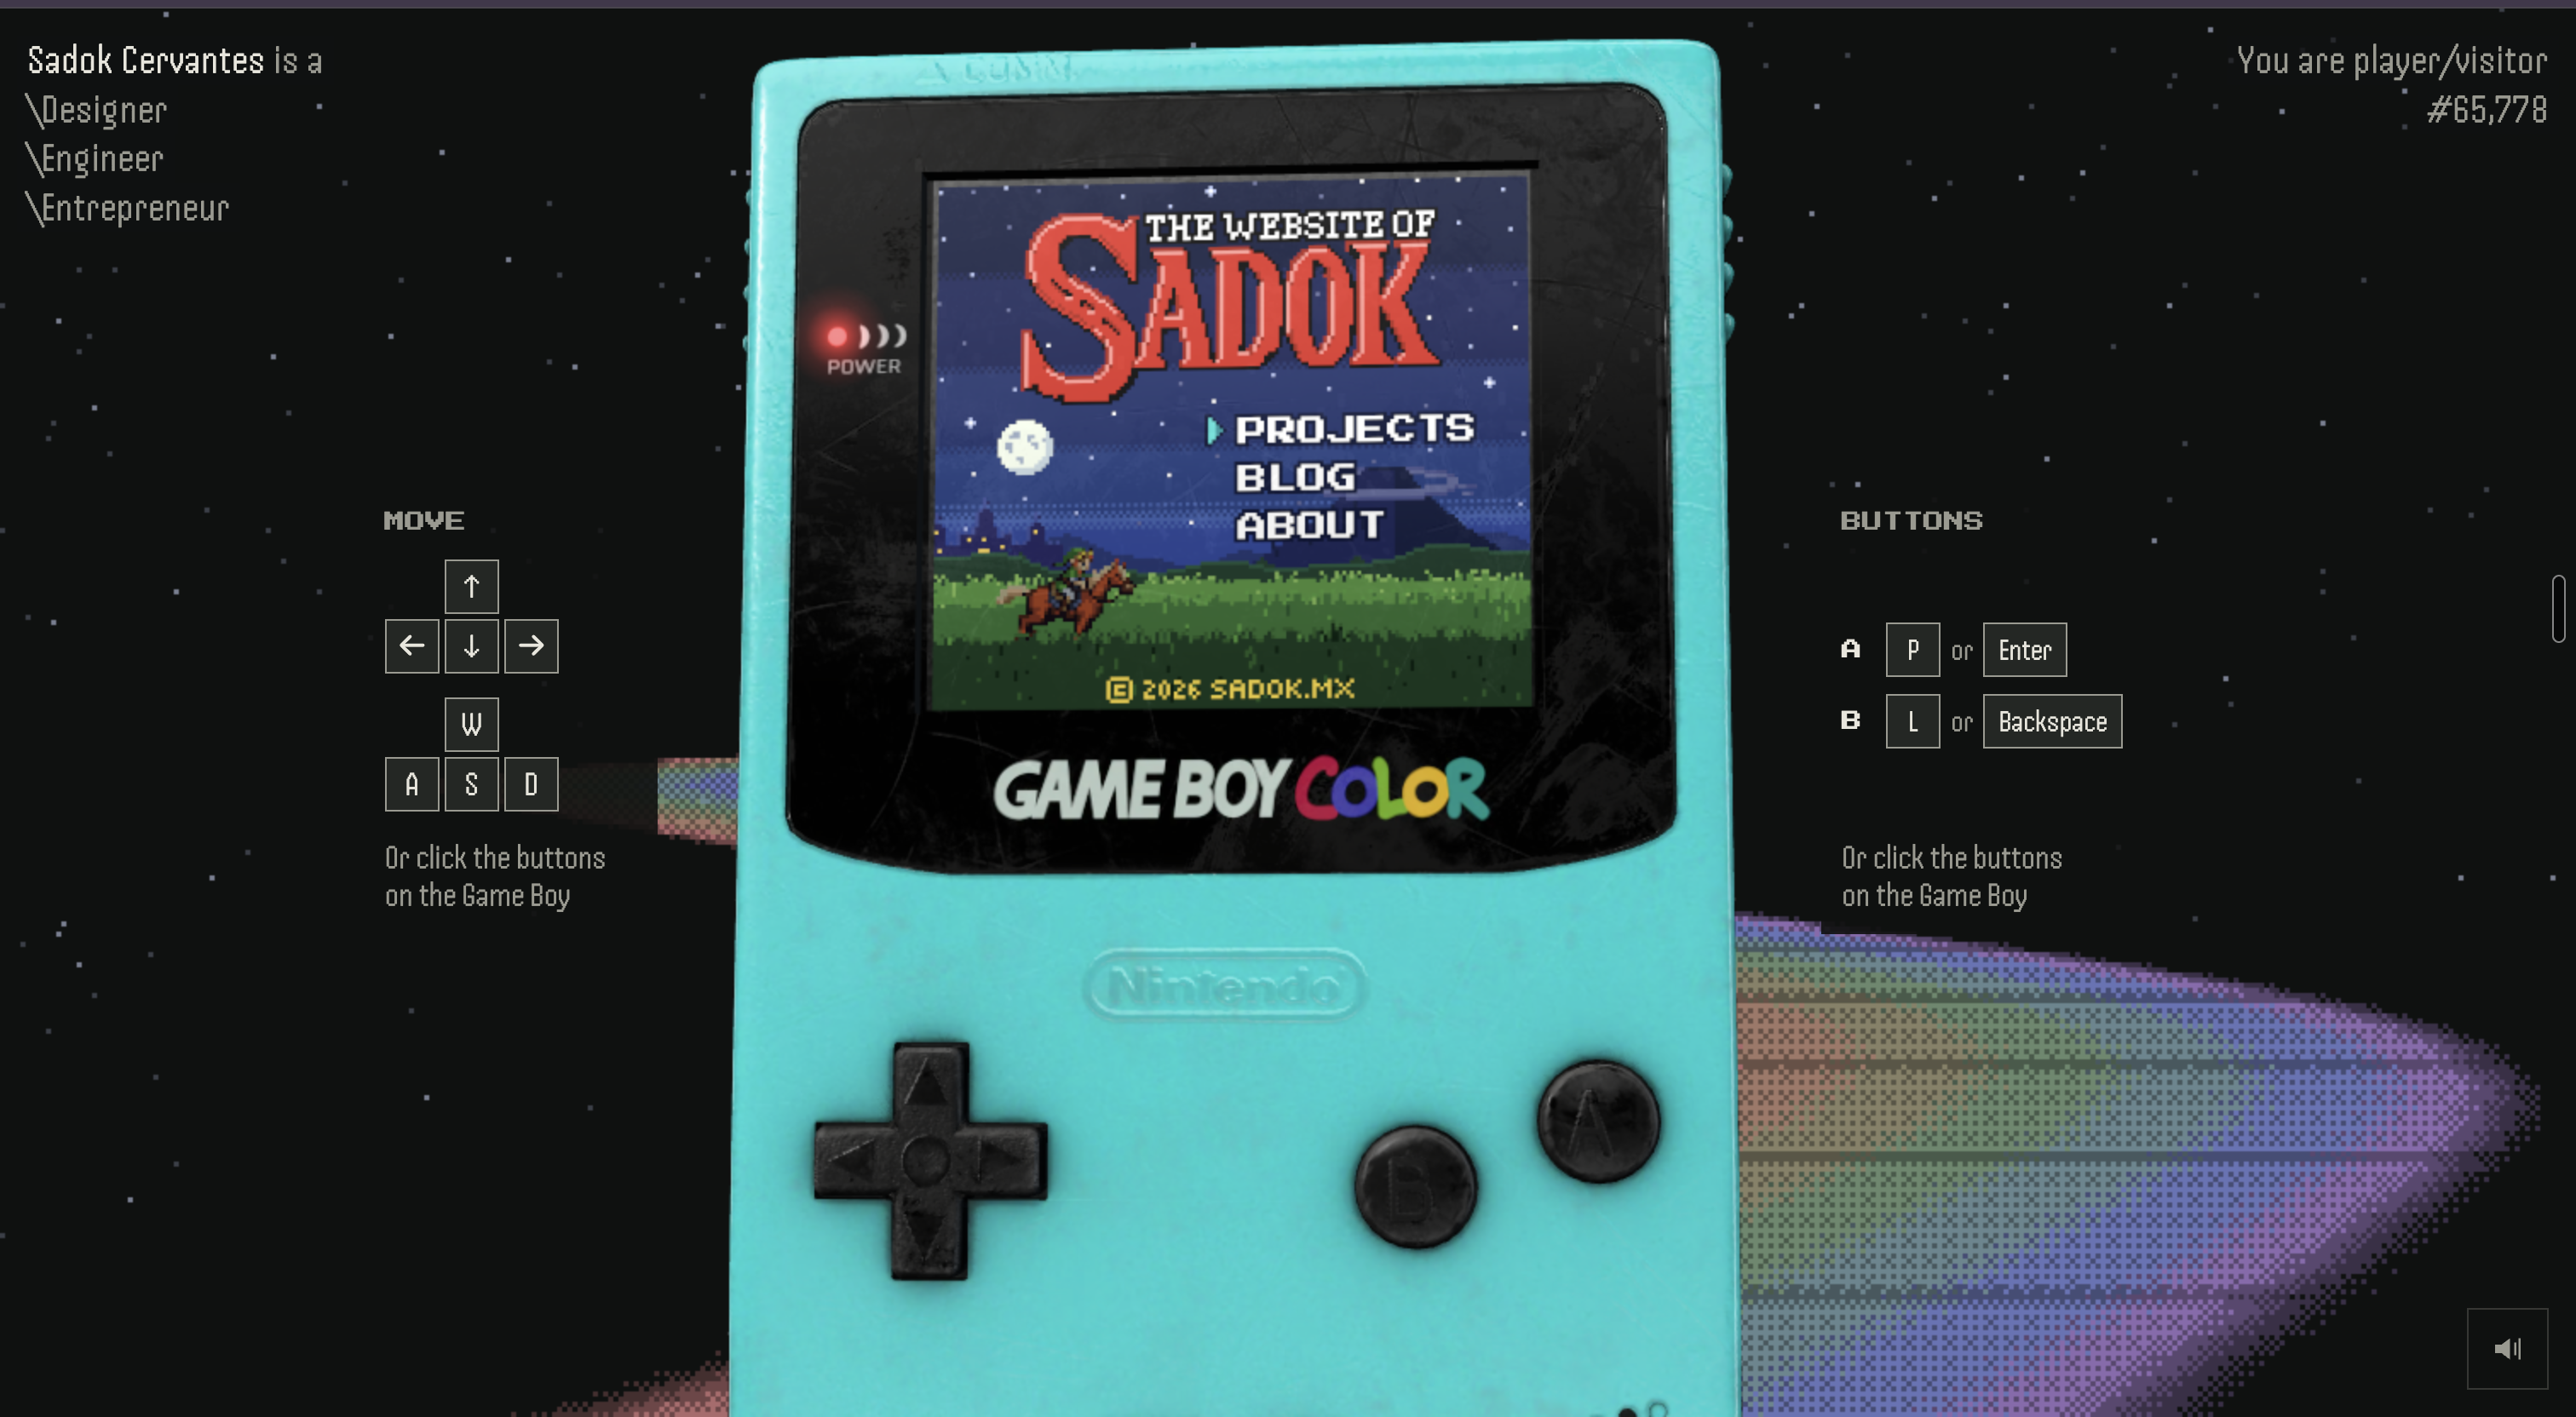 Sadok Cervantes is a
\Designer
\Engineer
\Entrepreneur
You are player/visitor
#65,778
THE WEBSITE OF
SADOK
POWER
PROJECTS
BLOG
ABOUT
© 2026 SADOK.MX
GAME BOY COLOR
Nintendo
MOVE
↑
← ↓ →
W
A S D
Or click the buttons
on the Game Boy
BUTTONS
A P or Enter
B L or Backspace
Or click the buttons
on the Game Boy
A
B